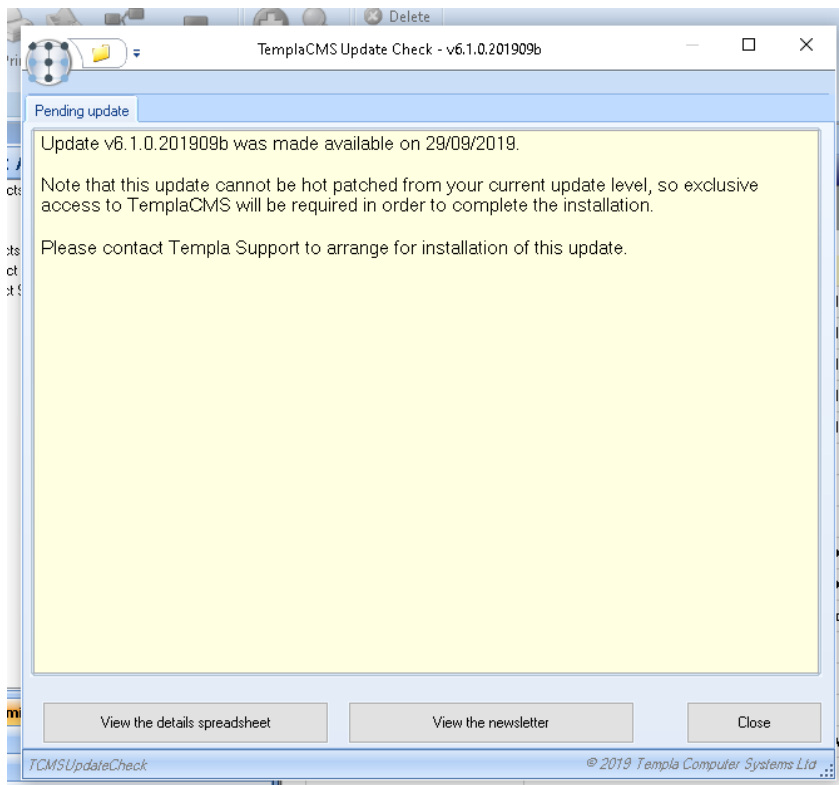 Delete
TemplaCMS Update Check - v6.1.0.201909b
Pending update
Update v6.1.0.201909b was made available on 29/09/2019.
Note that this update cannot be hot patched from your current update level, so exclusive
access to TemplaCMS will be required in order to complete the installation.
Please contact Templa Support to arrange for installation of this update.
View the details spreadsheet
View the newsletter
Close
TCMSUpdateCheck
© 2019 Templa Computer Systems Ltd